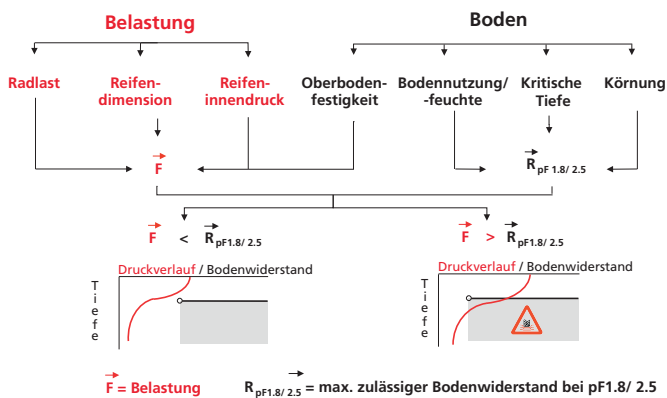 Belastung Boden
Radlast Reifen-dimension Reifen-innendruck Oberboden-festigkeit Bodennutzung/-feuchte Kritische Tiefe Körnung
F R pF 1.8/ 2.5
F < R pF1.8/ 2.5 F > R pF1.8/ 2.5
Druckverlauf / Bodenwiderstand Druckverlauf / Bodenwiderstand
Tiefe Tiefe
F = Belastung R pF1.8/ 2.5 = max. zulässiger Bodenwiderstand bei pF1.8/ 2.5